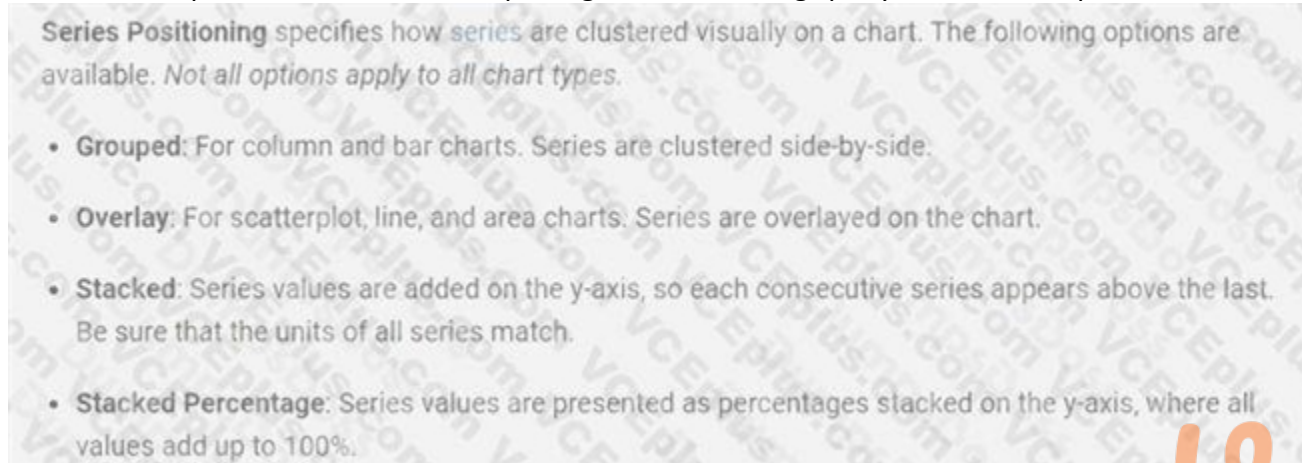 Series Positioning specifies how series are clustered visually on a chart. The following options are
available. Not all options apply to all chart types.
• Grouped: For column and bar charts. Series are clustered side-by-side.
• Overlay: For scatterplot, line, and area charts. Series are overlayed on the chart.
• Stacked: Series values are added on the y-axis, so each consecutive series appears above the last.
Be sure that the units of all series match.
• Stacked Percentage: Series values are presented as percentages stacked on the y-axis, where all
values add up to 100%.